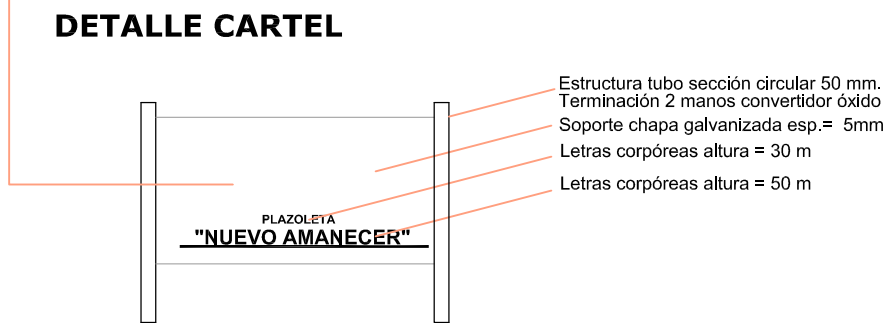 DETALLE CARTEL
Estructura tubo sección circular 50 mm.
Terminación 2 manos convertidor óxido
Soporte chapa galvanizada esp.= 5mm
Letras corpóreas altura = 30 m
Letras corpóreas altura = 50 m
PLAZOLETA
"NUEVO AMANECER"